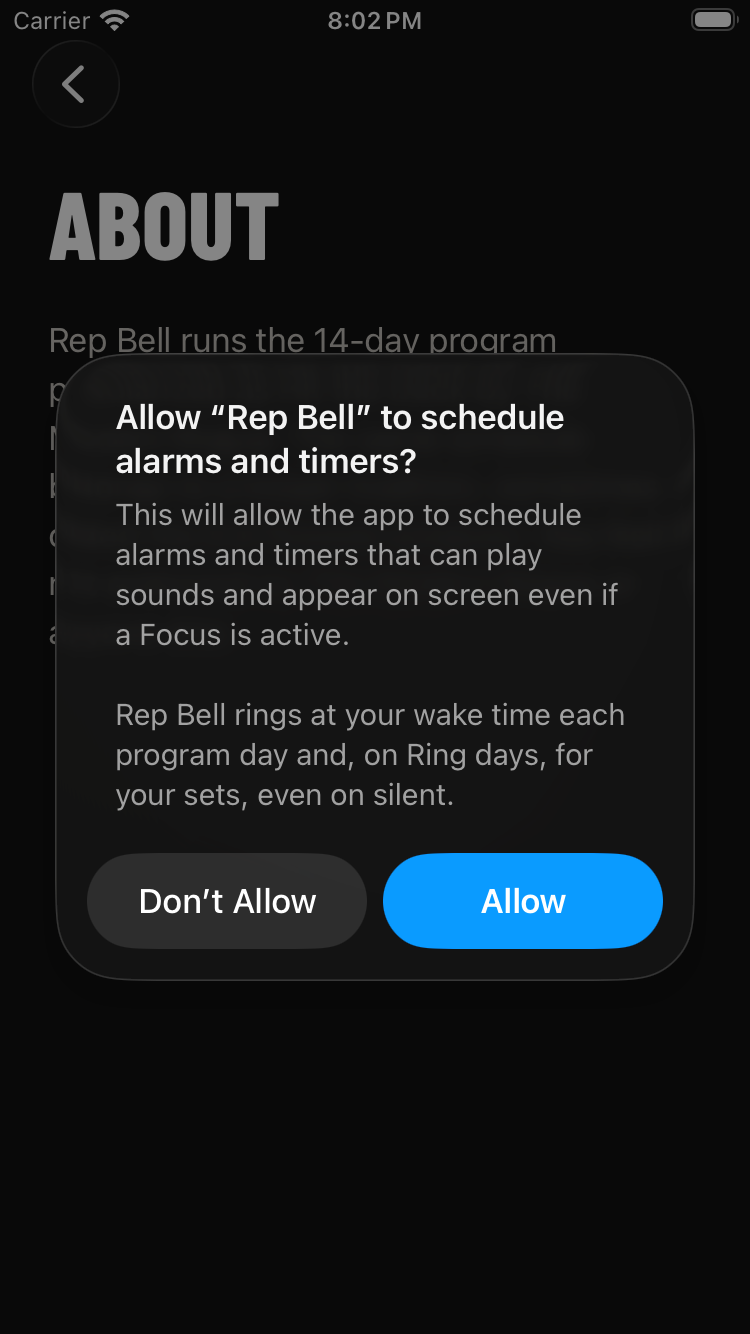 Carrier
8:02 PM
ABOUT
Rep Bell runs the 14-day program
Allow “Rep Bell” to schedule
alarms and timers?
This will allow the app to schedule
alarms and timers that can play
sounds and appear on screen even if
a Focus is active.
Rep Bell rings at your wake time each
program day and, on Ring days, for
your sets, even on silent.
Don’t Allow
Allow